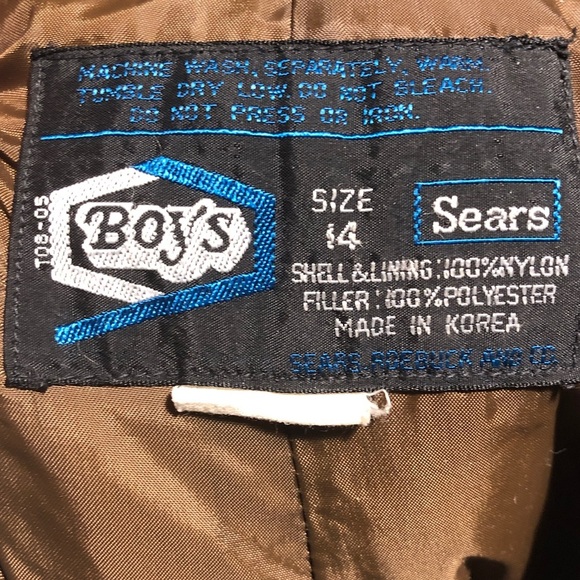 MACHINE WASH, SEPARATELY, WARM.
TUMBLE DRY LOW DO NOT BLEACH.
DO NOT PRESS OR IRON.
T08-05
BOY'S
SIZE
14
Sears
SHELL & LINING: 100% NYLON
FILLER: 100% POLYESTER
MADE IN KOREA
SEARS, ROEBUCK AND CO.